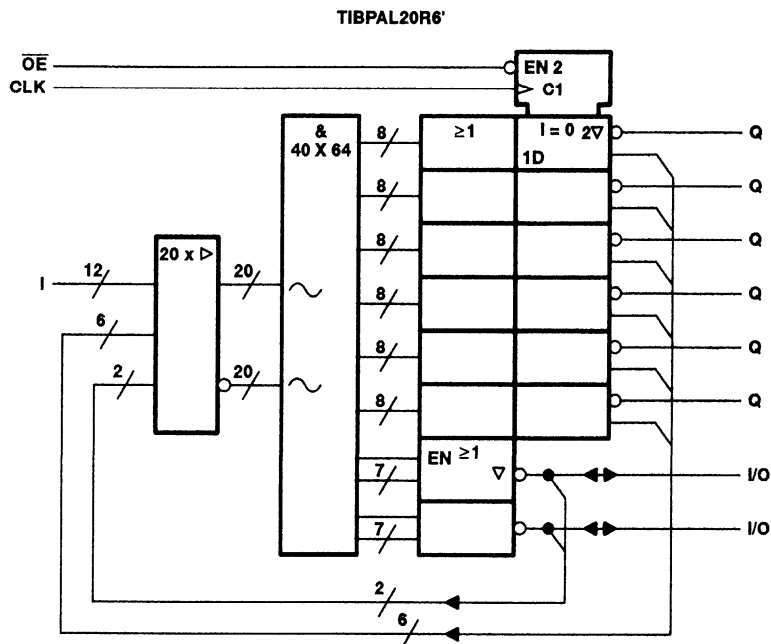 TIBPAL20R6'
OE
CLK
EN 2
C1
&
40 X 64
8
≥1
I = 0 2▽
1D
Q
8
Q
8
Q
20 x ▷
I
12
20
8
Q
6
8
Q
2
20
8
Q
EN ≥1
▽
7
I/O
7
I/O
2
6